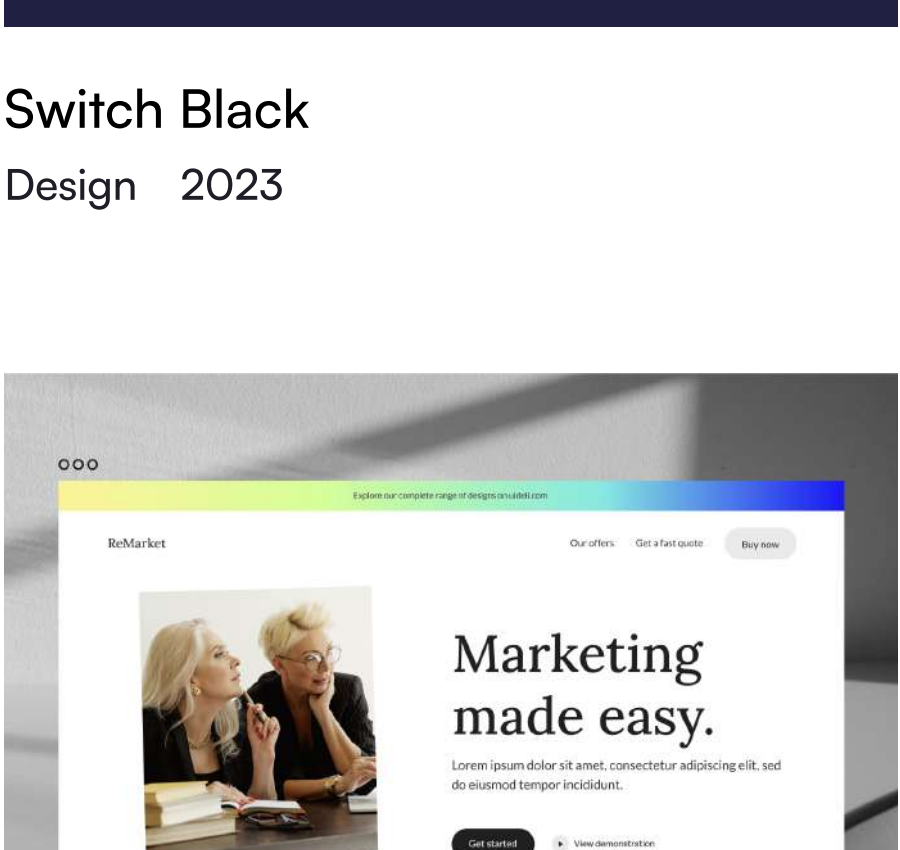 Switch Black
Design 2023
Explore our complete range of designs on uideli.com
ReMarket
Our offers
Get a fast quote
Buy now
Marketing
made easy.
Lorem ipsum dolor sit amet, consectetur adipiscing elit, sed
do eiusmod tempor incididunt.
Get started
View demonstration